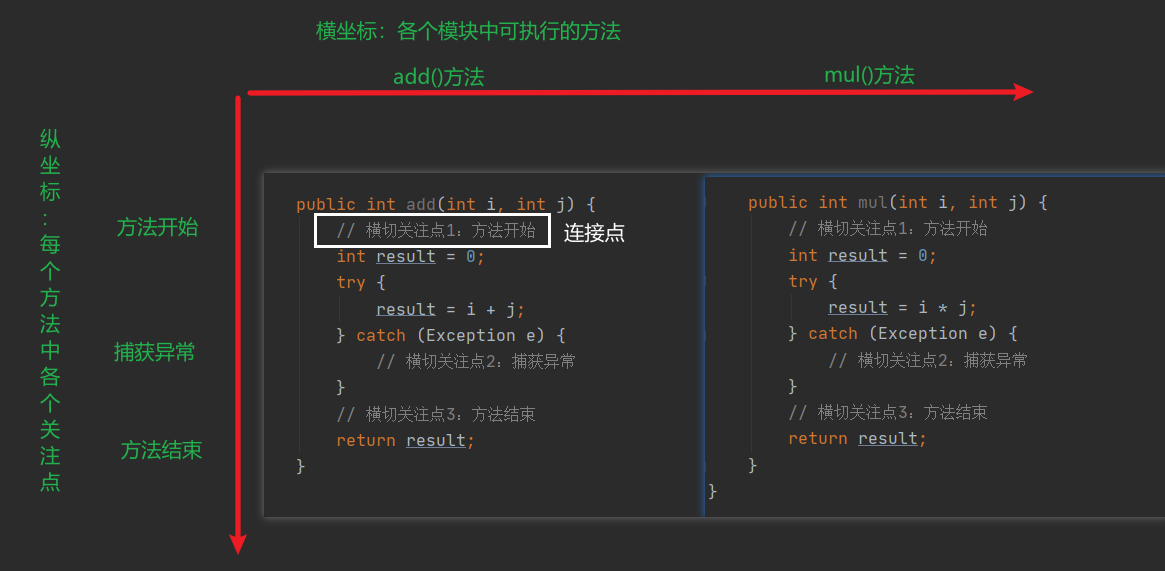 横坐标：各个模块中可执行的方法
add()方法
mul()方法
纵坐标：每个方法中各个关注点
方法开始
捕获异常
方法结束
public int add(int i, int j) {
// 横切关注点1：方法开始
连接点
int result = 0;
try {
result = i + j;
} catch (Exception e) {
// 横切关注点2：捕获异常
}
// 横切关注点3：方法结束
return result;
}
public int mul(int i, int j) {
// 横切关注点1：方法开始
int result = 0;
try {
result = i * j;
} catch (Exception e) {
// 横切关注点2：捕获异常
}
// 横切关注点3：方法结束
return result;
}
}